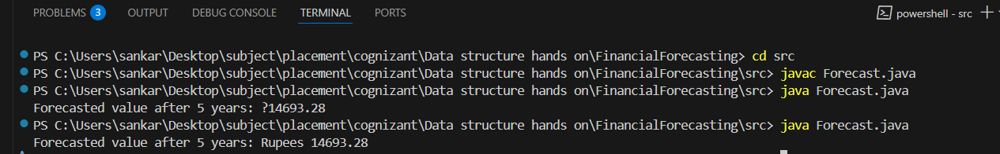 PROBLEMS 3 OUTPUT DEBUG CONSOLE TERMINAL PORTS powershell - src
PS C:\Users\sankar\Desktop\subject\placement\cognizant\Data structure hands on\FinancialForecasting> cd src
PS C:\Users\sankar\Desktop\subject\placement\cognizant\Data structure hands on\FinancialForecasting\src> javac Forecast.java
PS C:\Users\sankar\Desktop\subject\placement\cognizant\Data structure hands on\FinancialForecasting\src> java Forecast.java
Forecasted value after 5 years: ?14693.28
PS C:\Users\sankar\Desktop\subject\placement\cognizant\Data structure hands on\FinancialForecasting\src> java Forecast.java
Forecasted value after 5 years: Rupees 14693.28